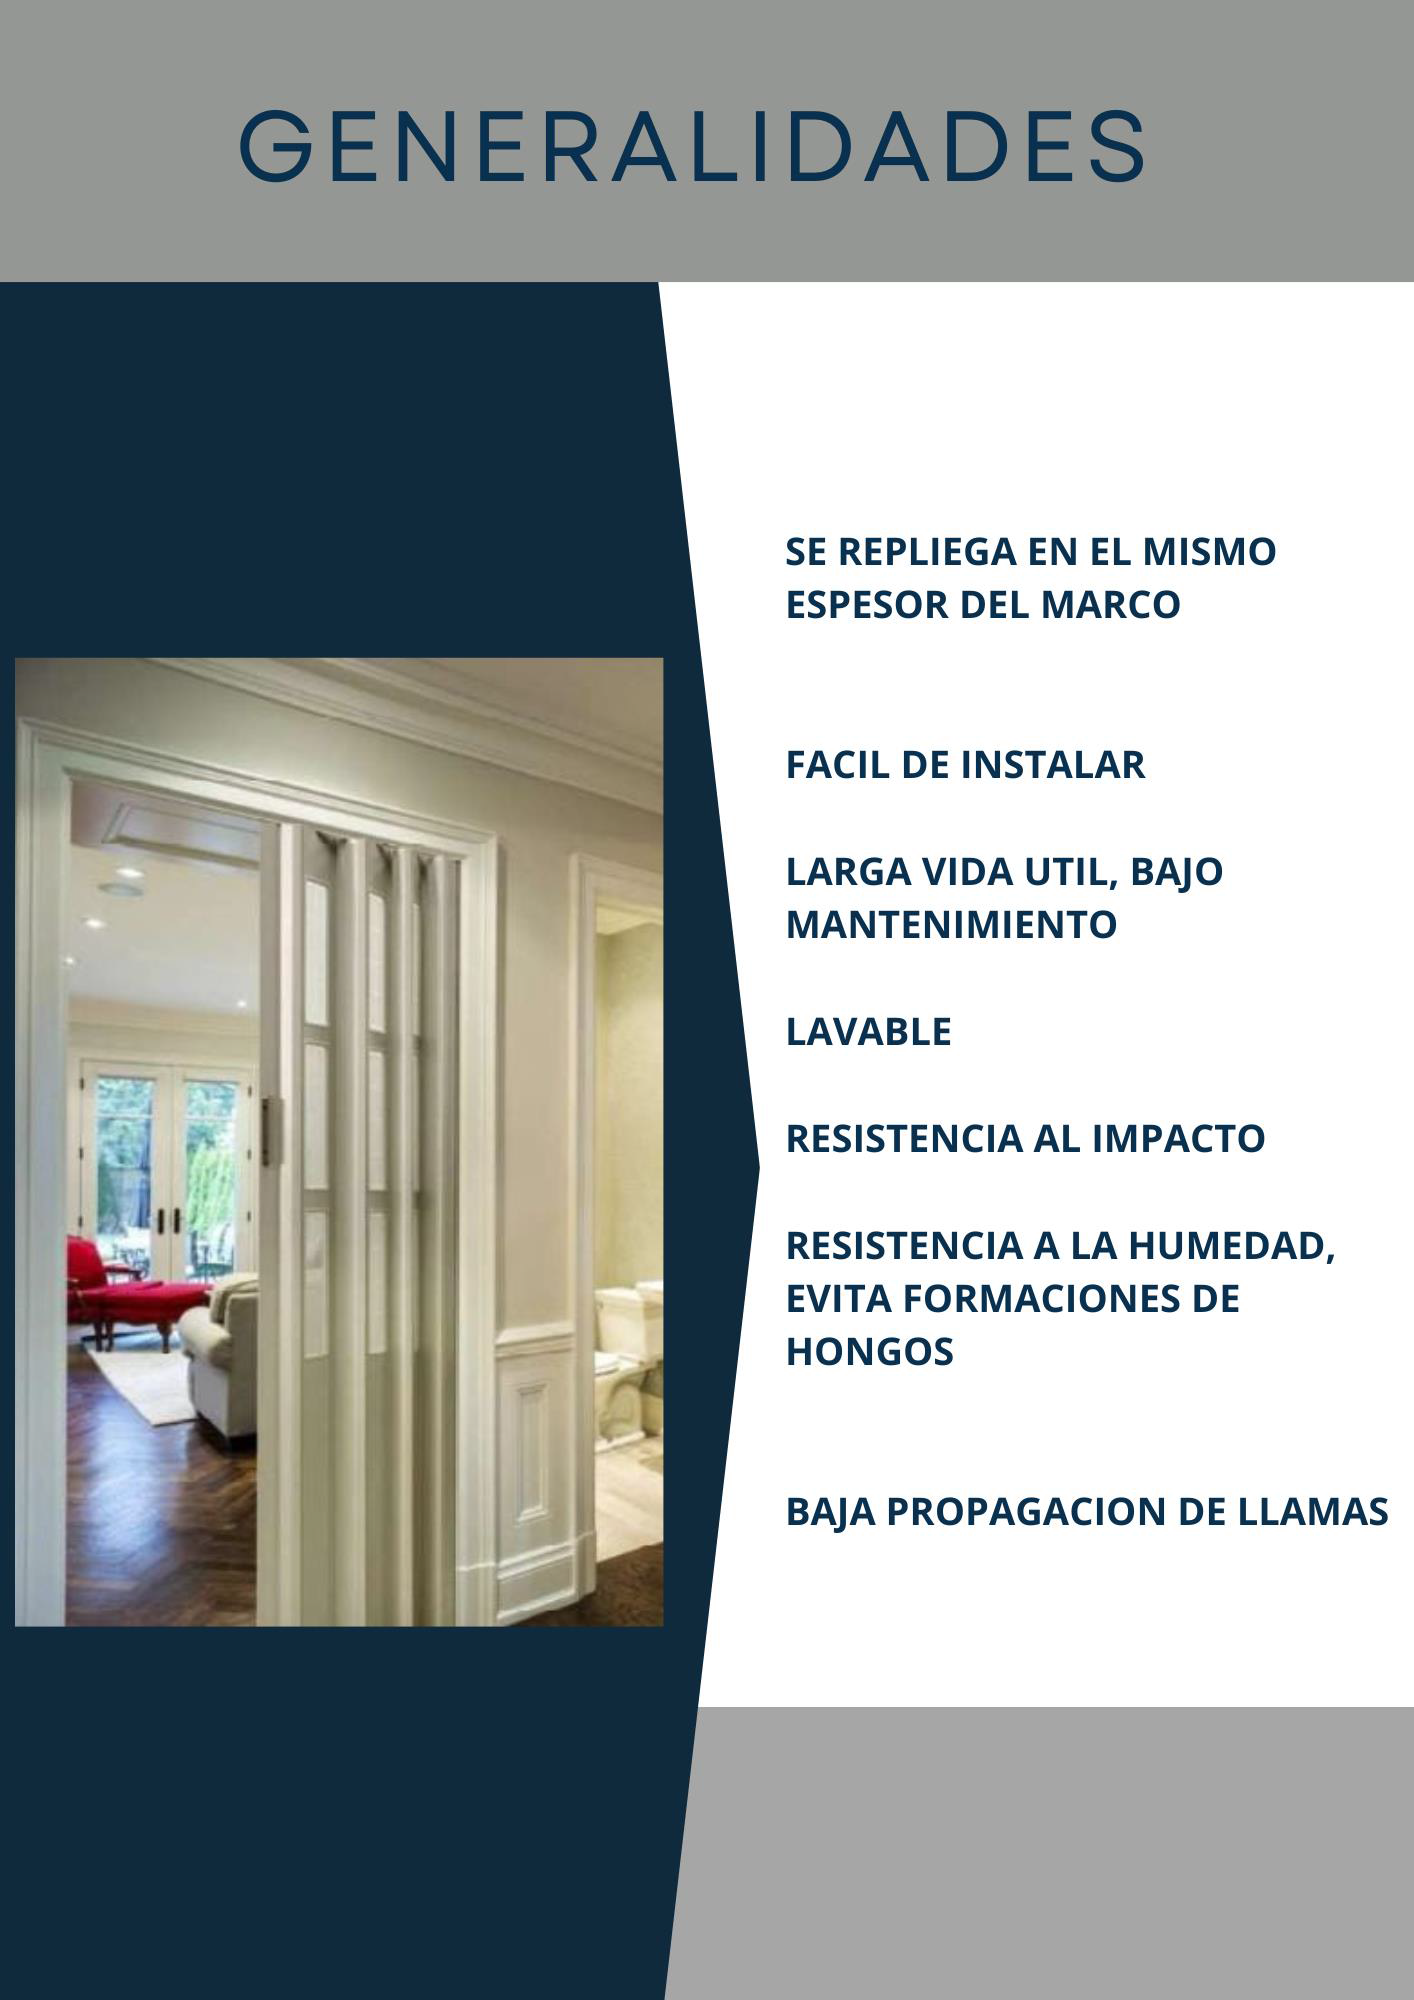 GENERALIDADES
SE REPLIEGA EN EL MISMO
ESPESOR DEL MARCO
FACIL DE INSTALAR
LARGA VIDA UTIL, BAJO
MANTENIMIENTO
LAVABLE
RESISTENCIA AL IMPACTO
RESISTENCIA A LA HUMEDAD,
EVITA FORMACIONES DE
HONGOS
BAJA PROPAGACION DE LLAMAS